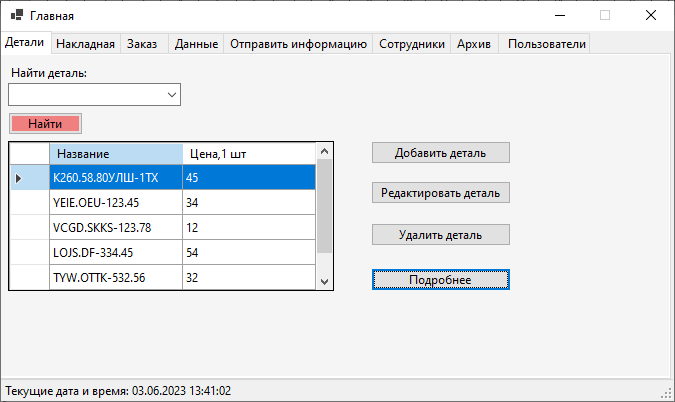 Главная
Детали Накладная Заказ Данные Отправить информацию Сотрудники Архив Пользователи
Найти деталь:
Найти
Название Цена,1 шт
К260.58.80УЛШ-1ТХ 45
YEIE.OEU-123.45 34
VCGD.SKKS-123.78 12
LOJS.DF-334.45 54
TYW.OTTK-532.56 32
Добавить деталь
Редактировать деталь
Удалить деталь
Подробнее
Текущие дата и время: 03.06.2023 13:41:02